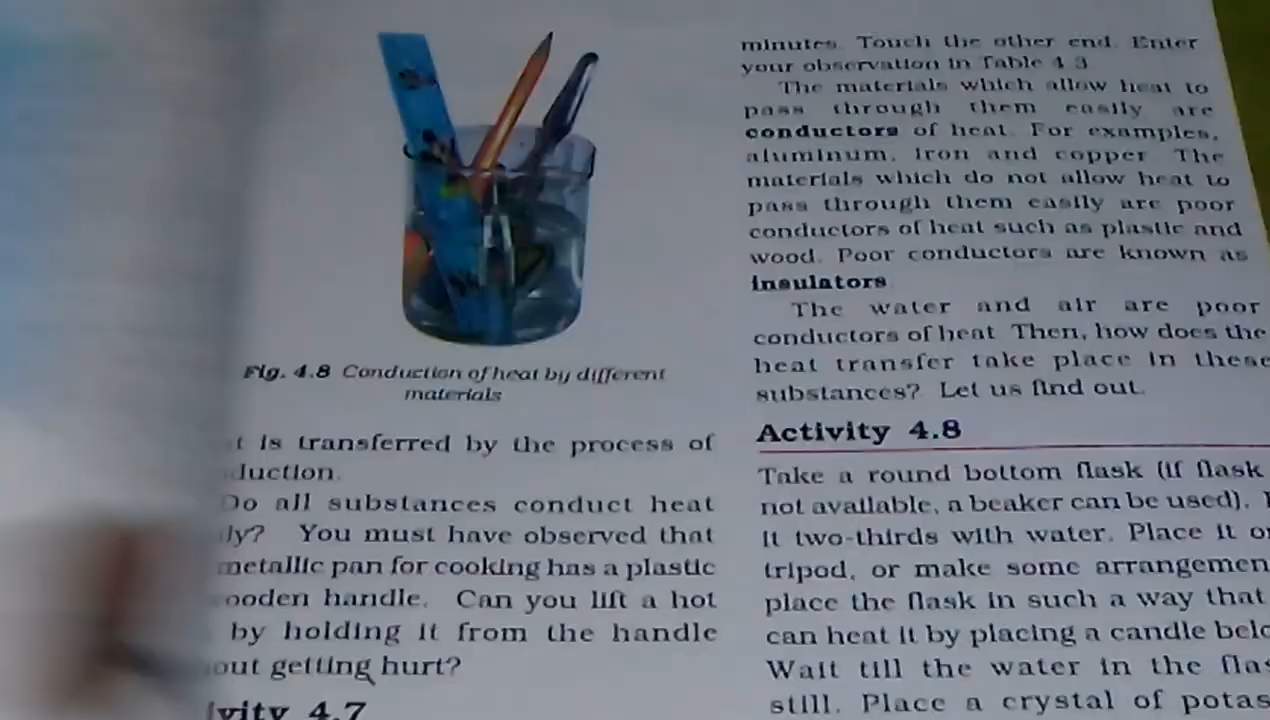 Fig. 4.8 Conduction of heat by different
materials
is transferred by the process of
duction.
Do all substances conduct heat
ly? You must have observed that
metallic pan for cooking has a plastic
ooden handle. Can you lift a hot
by holding it from the handle
out getting hurt?
ivity 4.7
minutes. Touch the other end. Enter
your observation in Table 4.3
The materials which allow heat to
pass through them easily are
conductors of heat. For examples,
aluminum, iron and copper. The
materials which do not allow heat to
pass through them easily are poor
conductors of heat such as plastic and
wood. Poor conductors are known as
insulators.
The water and air are poor
conductors of heat. Then, how does the
heat transfer take place in these
substances? Let us find out.
Activity 4.8
Take a round bottom flask (if flask
not available, a beaker can be used).
it two-thirds with water. Place it on
tripod, or make some arrangemen
place the flask in such a way that
can heat it by placing a candle belo
Wait till the water in the flas
still. Place a crystal of potas